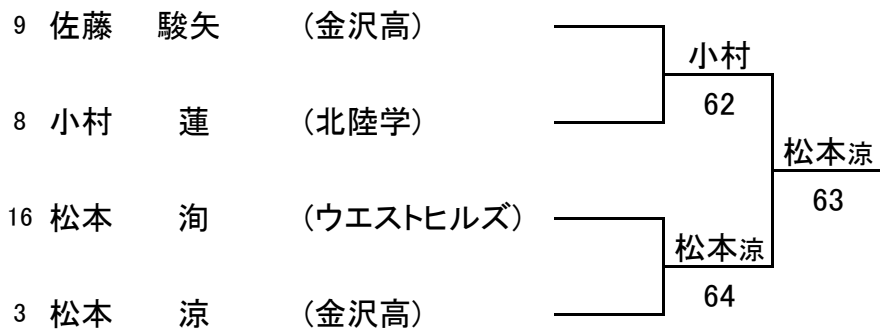 9 佐藤 駿矢 (金沢高)
小村
8 小村 蓮 (北陸学)
62
松本涼
63
16 松本 洵 (ウエストヒルズ)
松本涼
64
3 松本 涼 (金沢高)